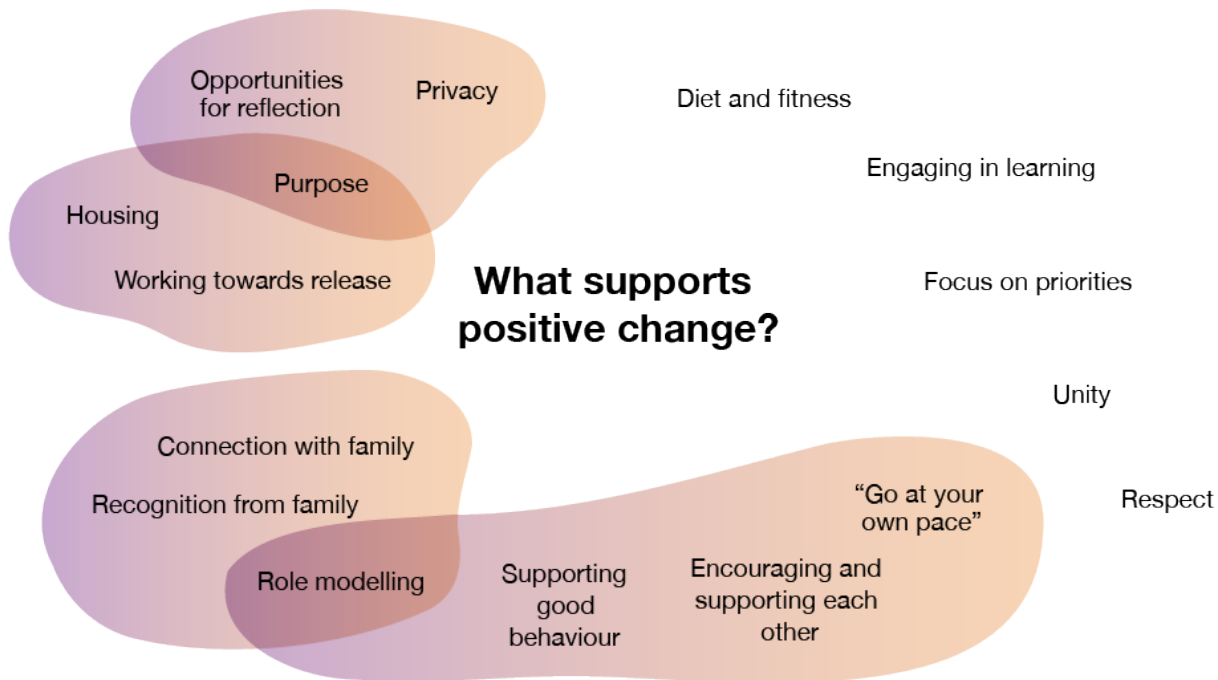 Opportunities
for reflection
Privacy
Purpose
Housing
Working towards release
Diet and fitness
Engaging in learning
What supports
positive change?
Focus on priorities
Unity
Respect
Connection with family
Recognition from family
Role modelling
Supporting
good
behaviour
Encouraging and
supporting each
other
“Go at your
own pace”